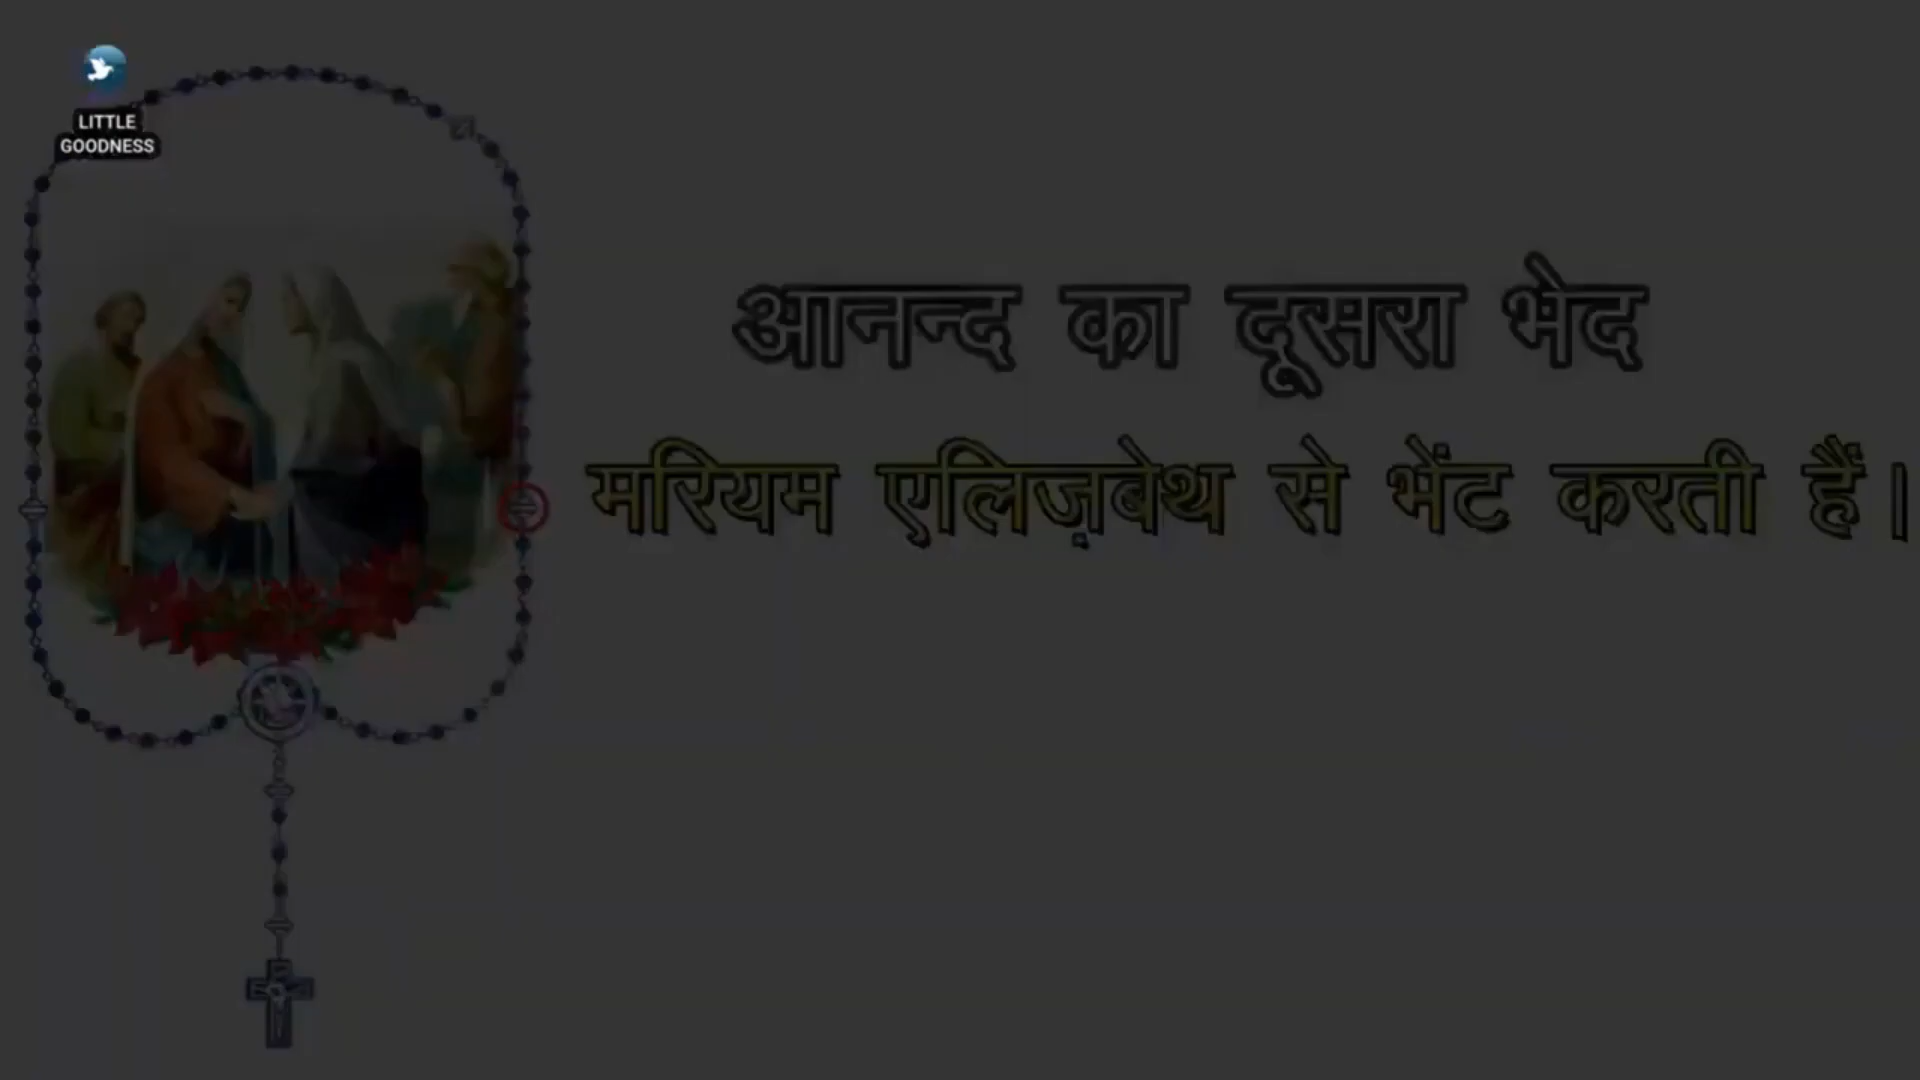 LITTLE
GOODNESS
आनन्द का दूसरा भेद
मरियम एलिज़बेथ से भेंट करती हैं।